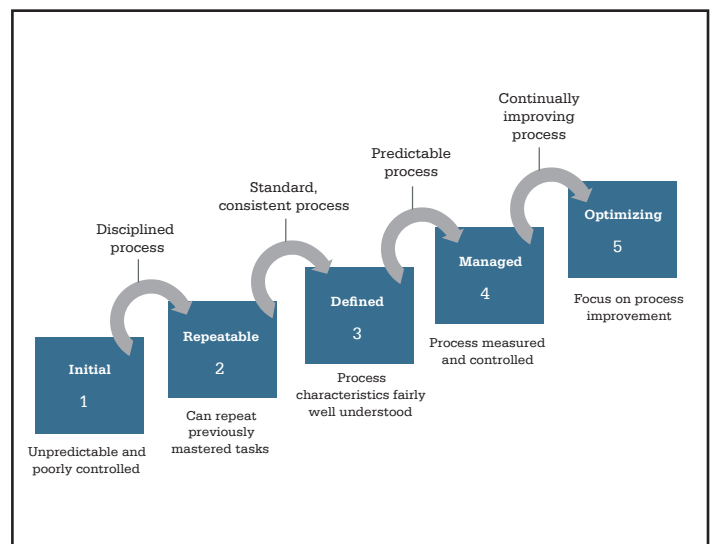 Continually
improving
process
Predictable
process
Standard,
consistent process
Disciplined
process
Optimizing
5
Focus on process
improvement
Managed
4
Process measured
and controlled
Defined
3
Process
characteristics fairly
well understood
Repeatable
2
Can repeat
previously
mastered tasks
Initial
1
Unpredictable and
poorly controlled